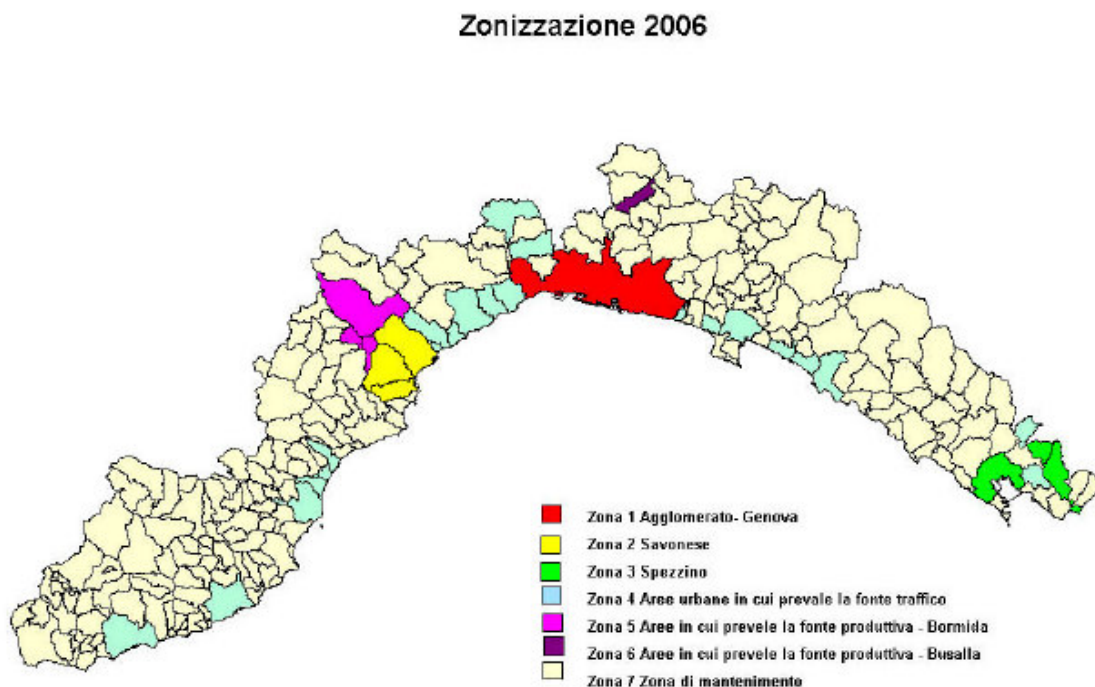 Zonizzazione 2006
Zona 1 Agglomerato- Genova
Zona 2 Savonese
Zona 3 Spezzino
Zona 4 Aree urbane in cui prevale la fonte traffico
Zona 5 Aree in cui prevele la fonte produttiva - Bormida
Zona 6 Aree in cui prevele la fonte produttiva - Busalla
Zona 7 Zona di mantenimento